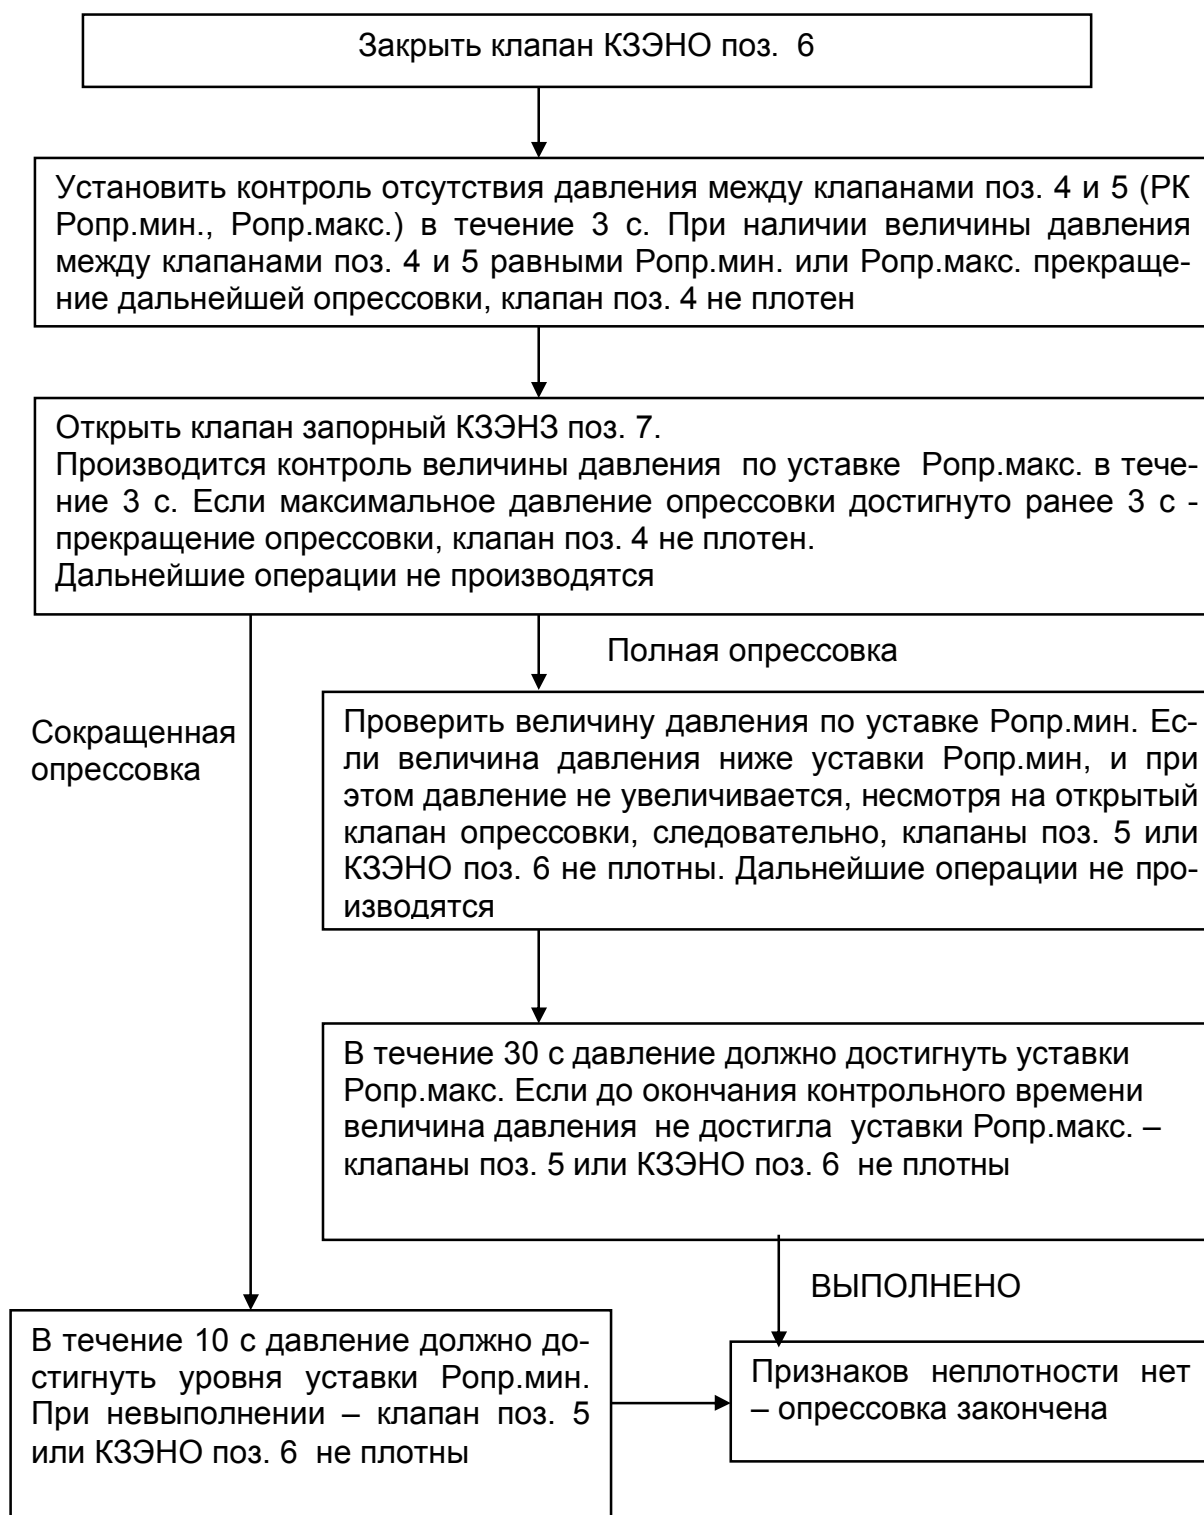 Закрыть клапан КЗЭНО поз. 6
Установить контроль отсутствия давления между клапанами поз. 4 и 5 (РК
Ропр.мин., Ропр.макс.) в течение 3 с. При наличии величины давления
между клапанами поз. 4 и 5 равными Ропр.мин. или Ропр.макс. прекраще-
ние дальнейшей опрессовки, клапан поз. 4 не плотен
Открыть клапан запорный КЗЭНЗ поз. 7.
Производится контроль величины давления по уставке Ропр.макс. в тече-
ние 3 с. Если максимальное давление опрессовки достигнуто ранее 3 с -
прекращение опрессовки, клапан поз. 4 не плотен.
Дальнейшие операции не производятся
Полная опрессовка
Сокращенная
опрессовка
Проверить величину давления по уставке Ропр.мин. Ес-
ли величина давления ниже уставки Ропр.мин, и при
этом давление не увеличивается, несмотря на открытый
клапан опрессовки, следовательно, клапаны поз. 5 или
КЗЭНО поз. 6 не плотны. Дальнейшие операции не про-
изводятся
В течение 30 с давление должно достигнуть уставки
Ропр.макс. Если до окончания контрольного времени
величина давления не достигла уставки Ропр.макс. –
клапаны поз. 5 или КЗЭНО поз. 6 не плотны
ВЫПОЛНЕНО
В течение 10 с давление должно до-
стигнуть уровня уставки Ропр.мин.
При невыполнении – клапан поз. 5
или КЗЭНО поз. 6 не плотны
Признаков неплотности нет
– опрессовка закончена